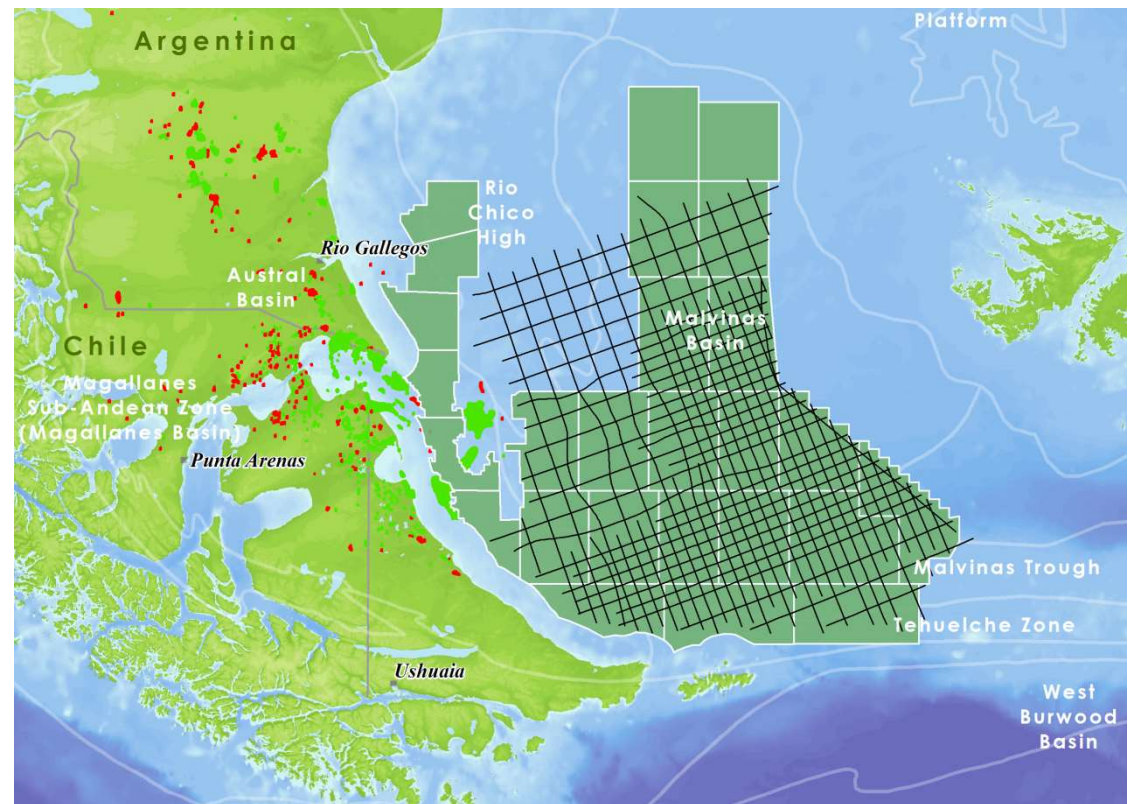 Platform
Argentina
Rio
Chico
High
Rio Gallegos
Austral
Basin
Malvinas
Basin
Chile
Magallanes
Sub-Andean Zone
(Magallanes Basin)
Punta Arenas
Malvinas Trough
Tehuelche Zone
Ushuaia
West
Burwood
Basin